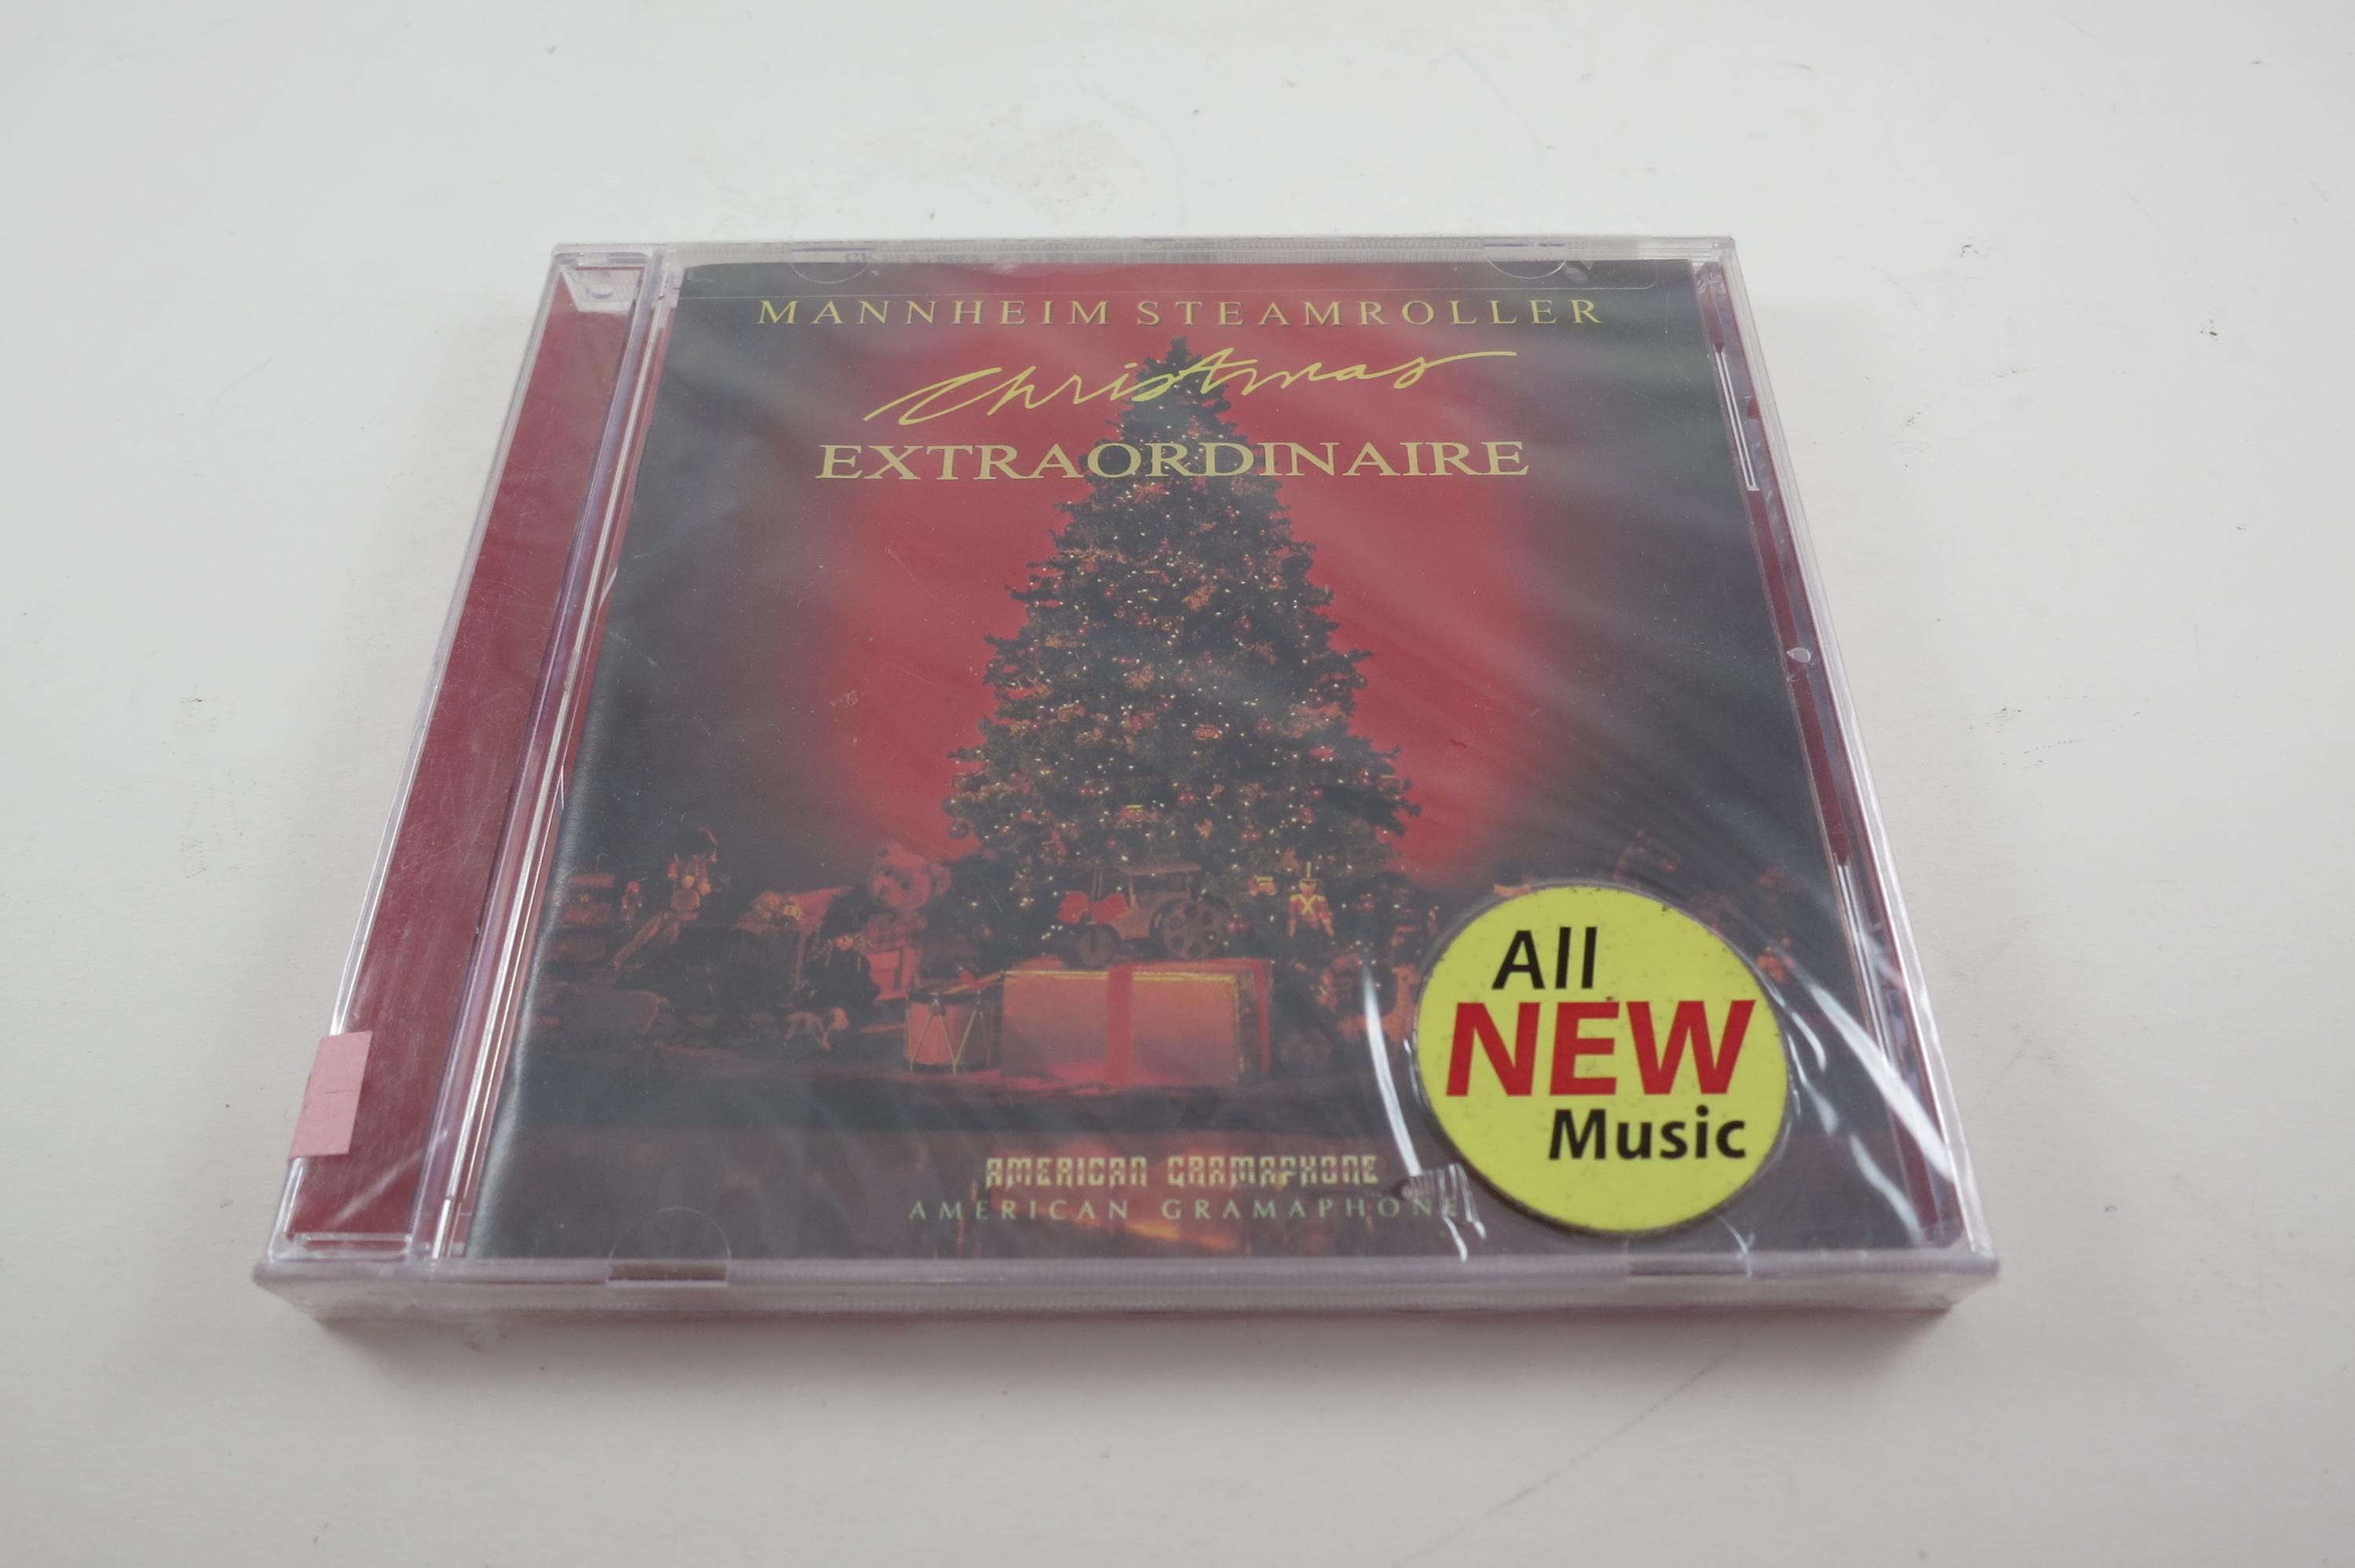 MANNHEIM STEAMROLLER
Christmas
EXTRAORDINAIRE
All
NEW
Music
AMERICAN GRAMAPHONE
AMERICAN GRAMAPHONE